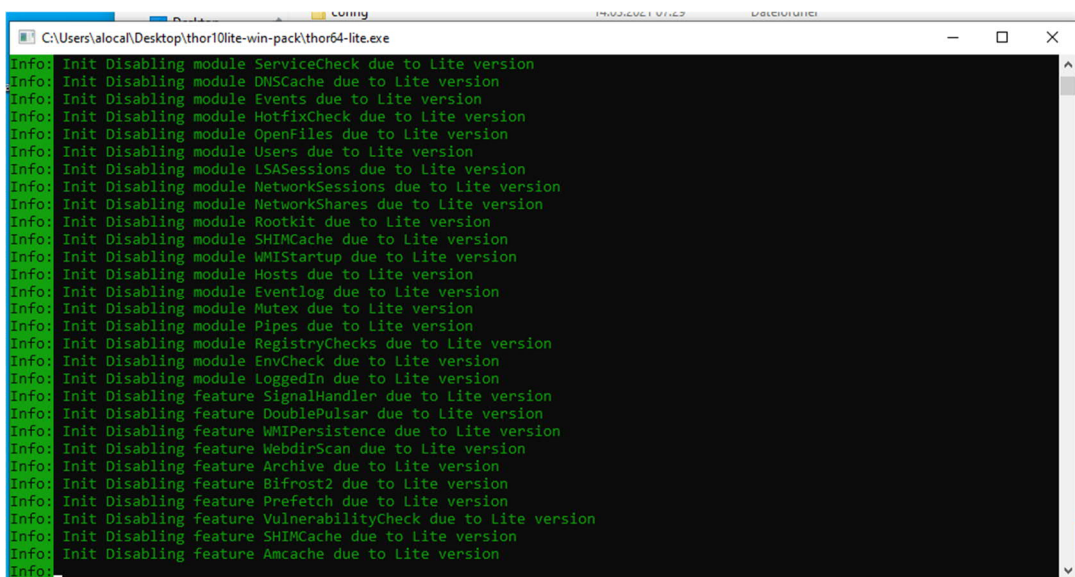 config 14.03.2021 07:29 Dateiordner
Desktop
C:\Users\alocal\Desktop\thor10lite-win-pack\thor64-lite.exe
Info: Init Disabling module ServiceCheck due to Lite version
Info: Init Disabling module DNSCache due to Lite version
Info: Init Disabling module Events due to Lite version
Info: Init Disabling module HotfixCheck due to Lite version
Info: Init Disabling module OpenFiles due to Lite version
Info: Init Disabling module Users due to Lite version
Info: Init Disabling module LSASessions due to Lite version
Info: Init Disabling module NetworkSessions due to Lite version
Info: Init Disabling module NetworkShares due to Lite version
Info: Init Disabling module Rootkit due to Lite version
Info: Init Disabling module SHIMCache due to Lite version
Info: Init Disabling module WMIStartup due to Lite version
Info: Init Disabling module Hosts due to Lite version
Info: Init Disabling module Eventlog due to Lite version
Info: Init Disabling module Mutex due to Lite version
Info: Init Disabling module Pipes due to Lite version
Info: Init Disabling module RegistryChecks due to Lite version
Info: Init Disabling module EnvCheck due to Lite version
Info: Init Disabling module LoggedIn due to Lite version
Info: Init Disabling feature SignalHandler due to Lite version
Info: Init Disabling feature DoublePulsar due to Lite version
Info: Init Disabling feature WMIPersistence due to Lite version
Info: Init Disabling feature WebdirScan due to Lite version
Info: Init Disabling feature Archive due to Lite version
Info: Init Disabling feature Bifrost2 due to Lite version
Info: Init Disabling feature Prefetch due to Lite version
Info: Init Disabling feature VulnerabilityCheck due to Lite version
Info: Init Disabling feature SHIMCache due to Lite version
Info: Init Disabling feature Amcache due to Lite version
Info: